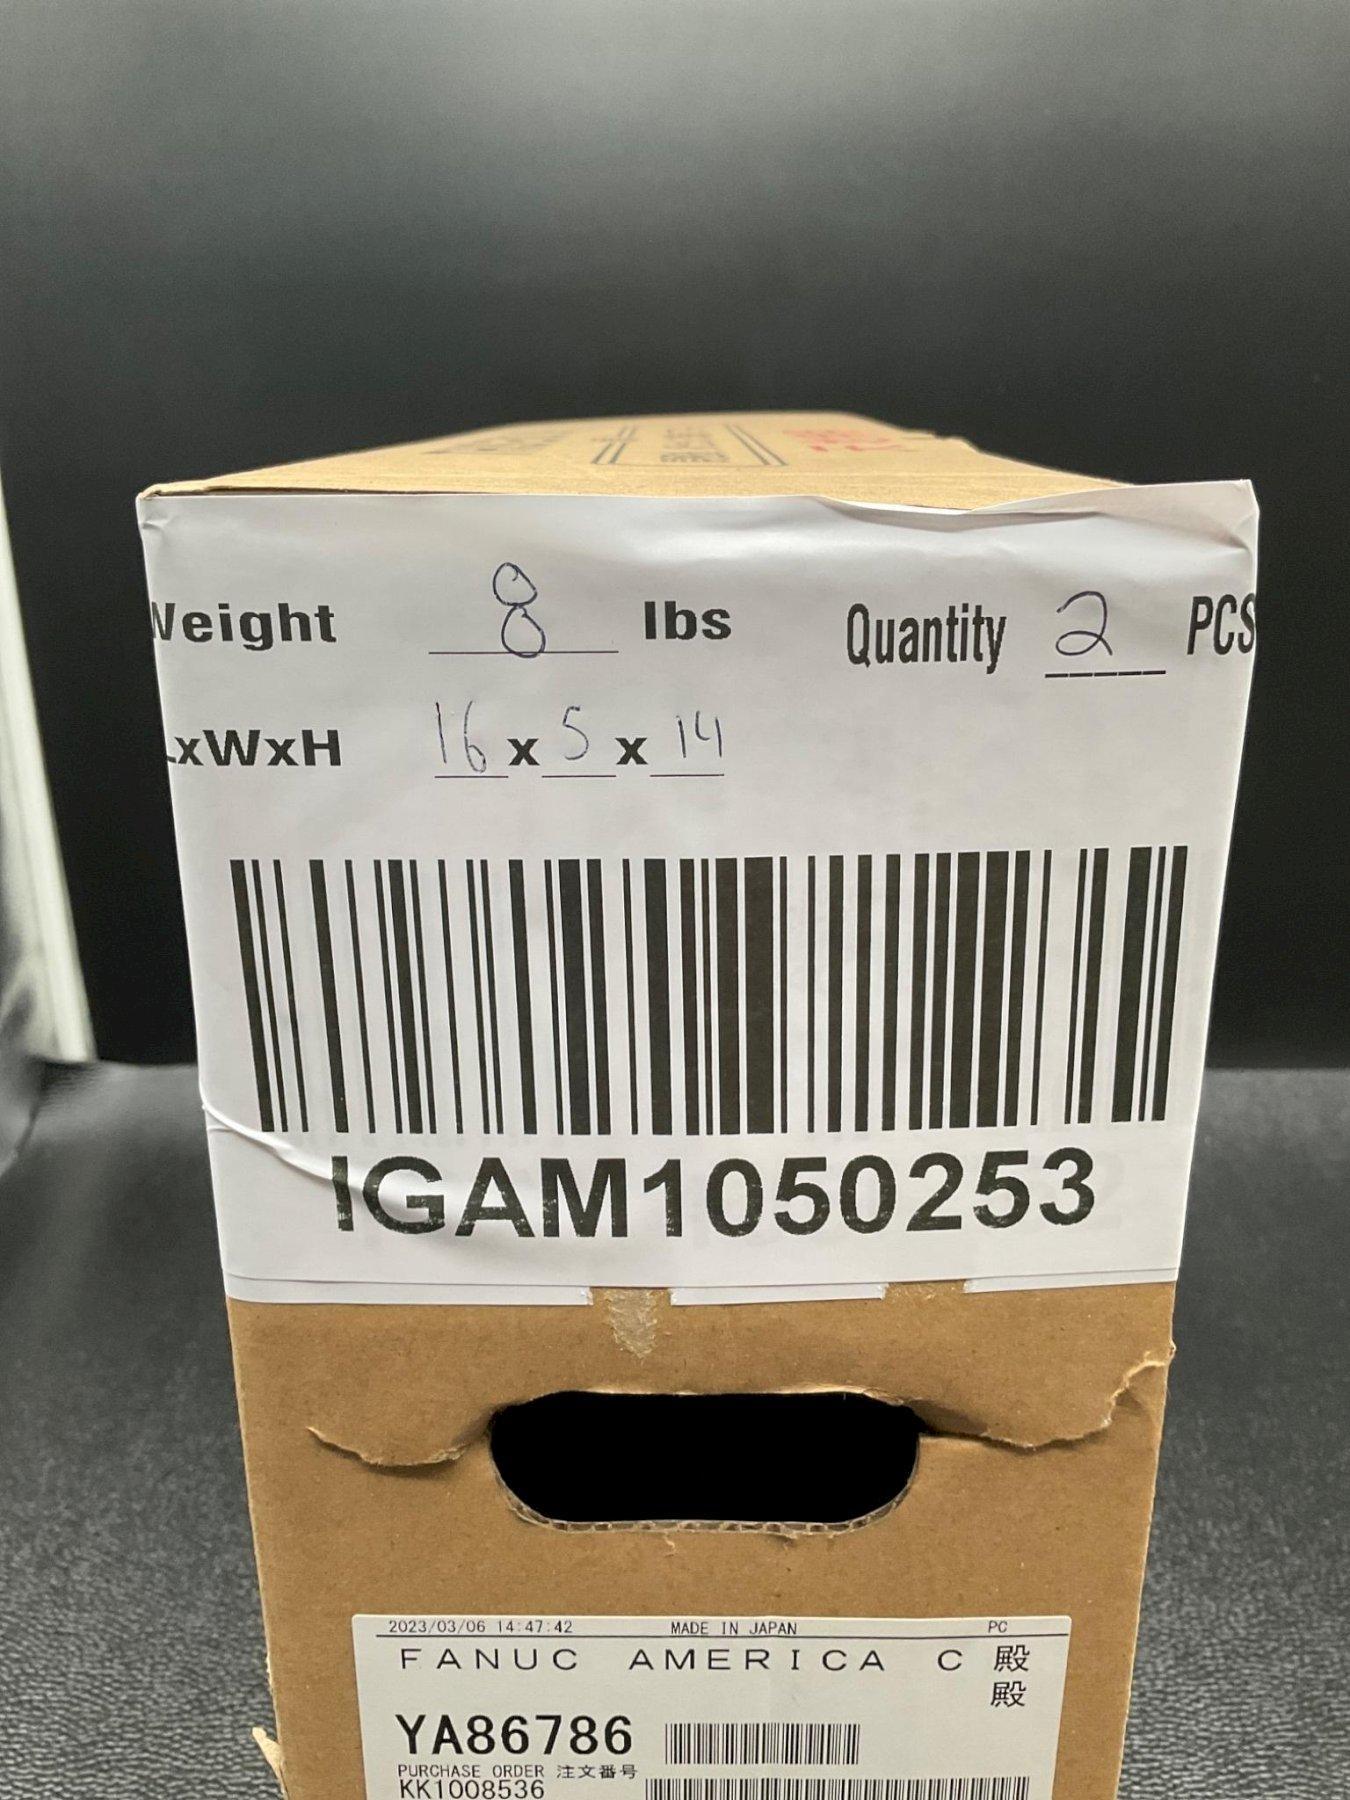 Weight 8 lbs Quantity 2 PCS
LxWxH 16 x 5 x 14
IGAM1050253
2023/03/06 14:47:42 MADE IN JAPAN PC
FANUC AMERICA C 殿
殿
YA86786
PURCHASE ORDER 注文番号
KK1008536